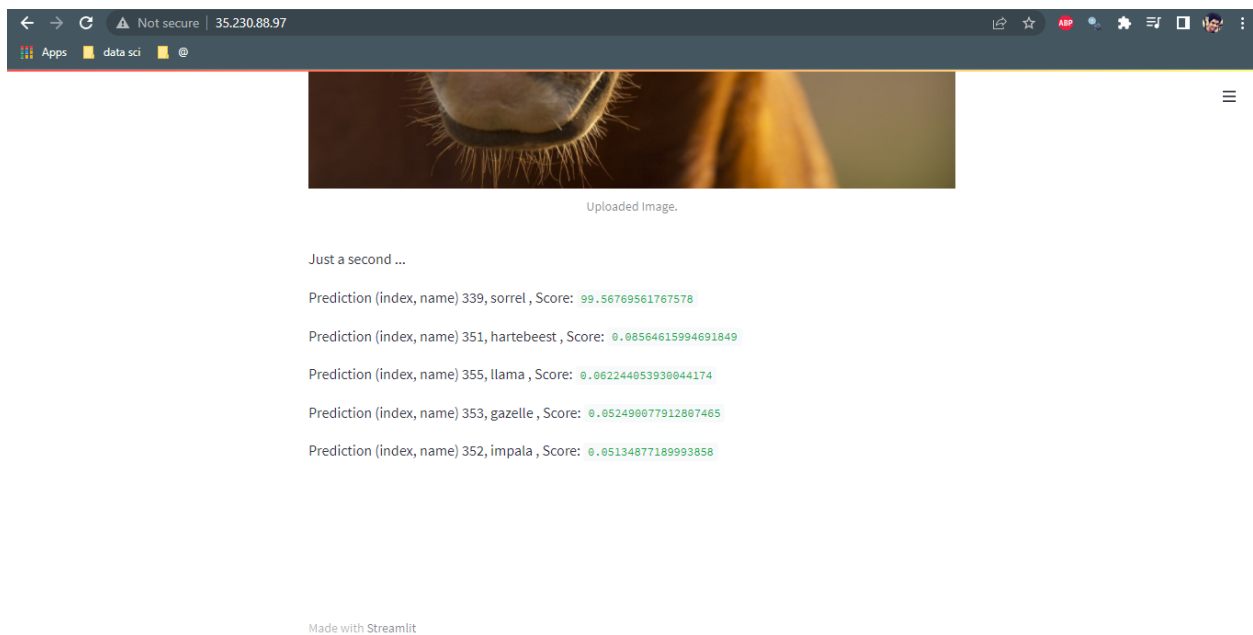 Not secure | 35.230.88.97
ABP
Apps data sci @
Uploaded Image.
Just a second ...
Prediction (index, name) 339, sorrel , Score: 99.56769561767578
Prediction (index, name) 351, hartebeest , Score: 0.08564615994691849
Prediction (index, name) 355, llama , Score: 0.062244053930044174
Prediction (index, name) 353, gazelle , Score: 0.052490077912807465
Prediction (index, name) 352, impala , Score: 0.05134877189993858
Made with Streamlit